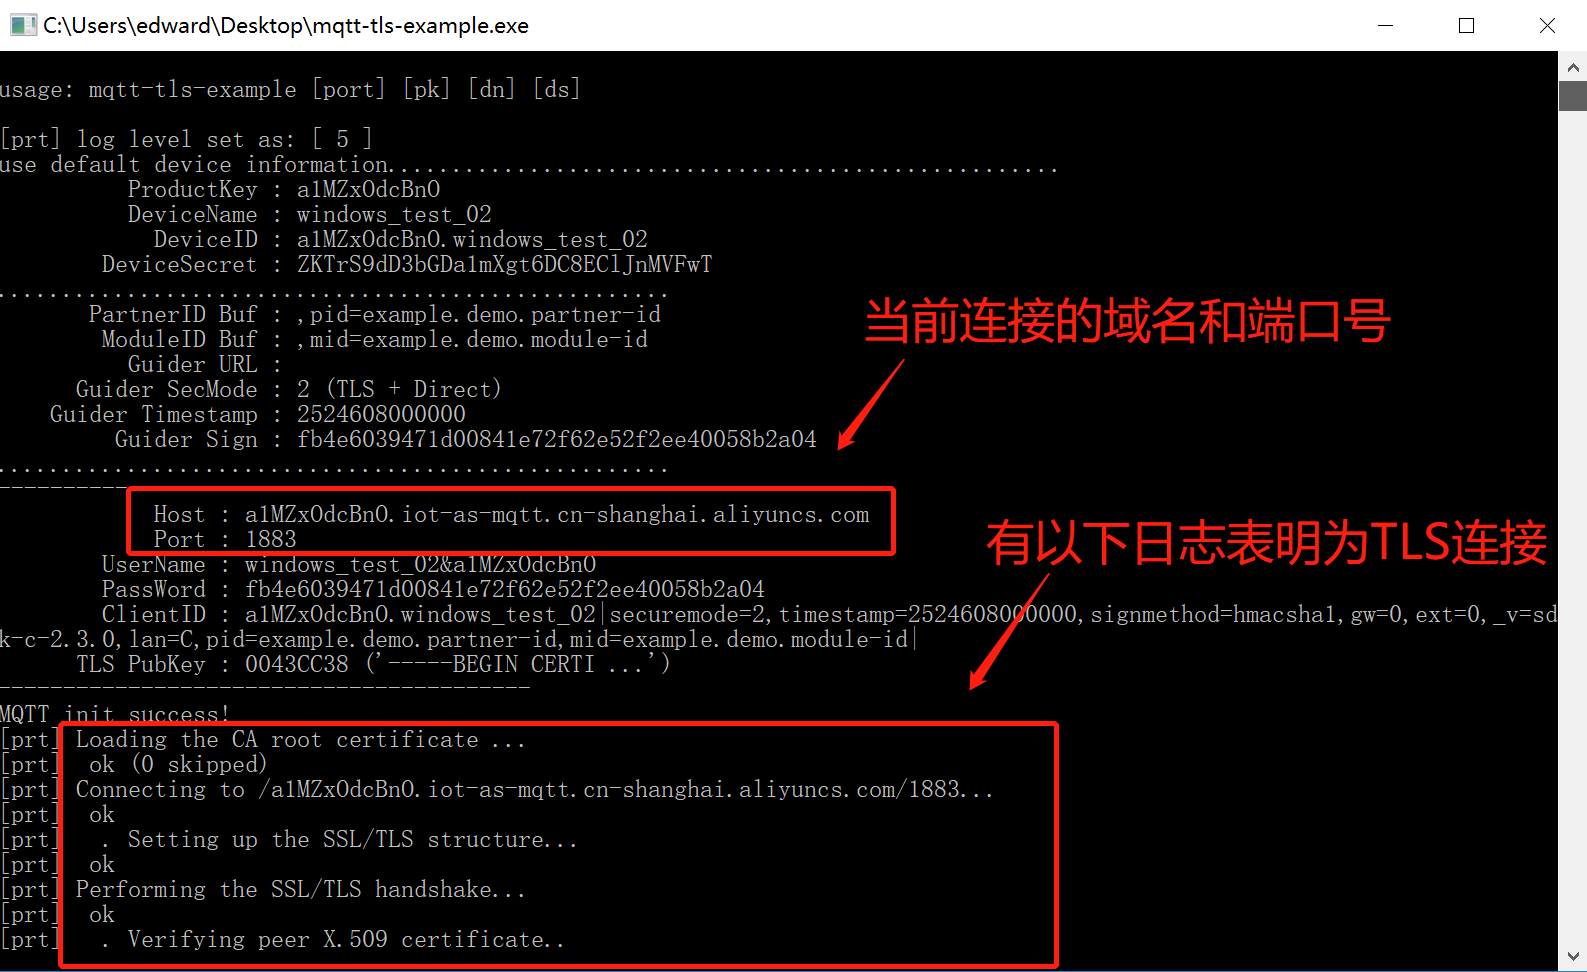 C:\Users\edward\Desktop\mqtt-tls-example.exe
usage: mqtt-tls-example [port] [pk] [dn] [ds]
[prt] log level set as: [ 5 ]
use default device information....................................................
ProductKey : a1MZxOdcBnO
DeviceName : windows_test_02
DeviceID : a1MZxOdcBnO.windows_test_02
DeviceSecret : ZKTrS9dD3bGDa1mXgt6DC8EClJnMVFwT
....................................................
PartnerID Buf : ,pid=example.demo.partner-id
ModuleID Buf : ,mid=example.demo.module-id
当前连接的域名和端口号
Guider URL :
Guider SecMode : 2 (TLS + Direct)
Guider Timestamp : 2524608000000
Guider Sign : fb4e6039471d00841e72f62e52f2ee40058b2a04
....................................................
----------
Host : a1MZxOdcBnO.iot-as-mqtt.cn-shanghai.aliyuncs.com
Port : 1883
有以下日志表明为TLS连接
UserName : windows_test_02&a1MZxOdcBnO
PassWord : fb4e6039471d00841e72f62e52f2ee40058b2a04
ClientID : a1MZxOdcBnO.windows_test_02|securemode=2,timestamp=2524608000000,signmethod=hmacsha1,gw=0,ext=0,_v=sd
k-c-2.3.0,lan=C,pid=example.demo.partner-id,mid=example.demo.module-id|
TLS PubKey : 0043CC38 ('-----BEGIN CERTI ...')
-----------------------------------------
MQTT init success!
[prt] Loading the CA root certificate ...
[prt] ok (0 skipped)
[prt] Connecting to /a1MZxOdcBnO.iot-as-mqtt.cn-shanghai.aliyuncs.com/1883...
[prt] ok
[prt] . Setting up the SSL/TLS structure...
[prt] ok
[prt] Performing the SSL/TLS handshake...
[prt] ok
[prt] . Verifying peer X.509 certificate..